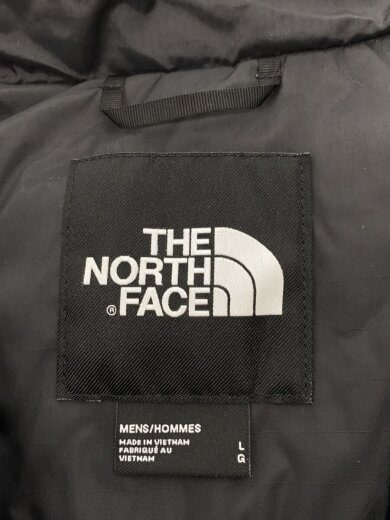 THE
NORTH
® FACE
MENS/HOMMES
MADE IN VIETNAM L
FABRIQUÉ AU G
VIETNAM